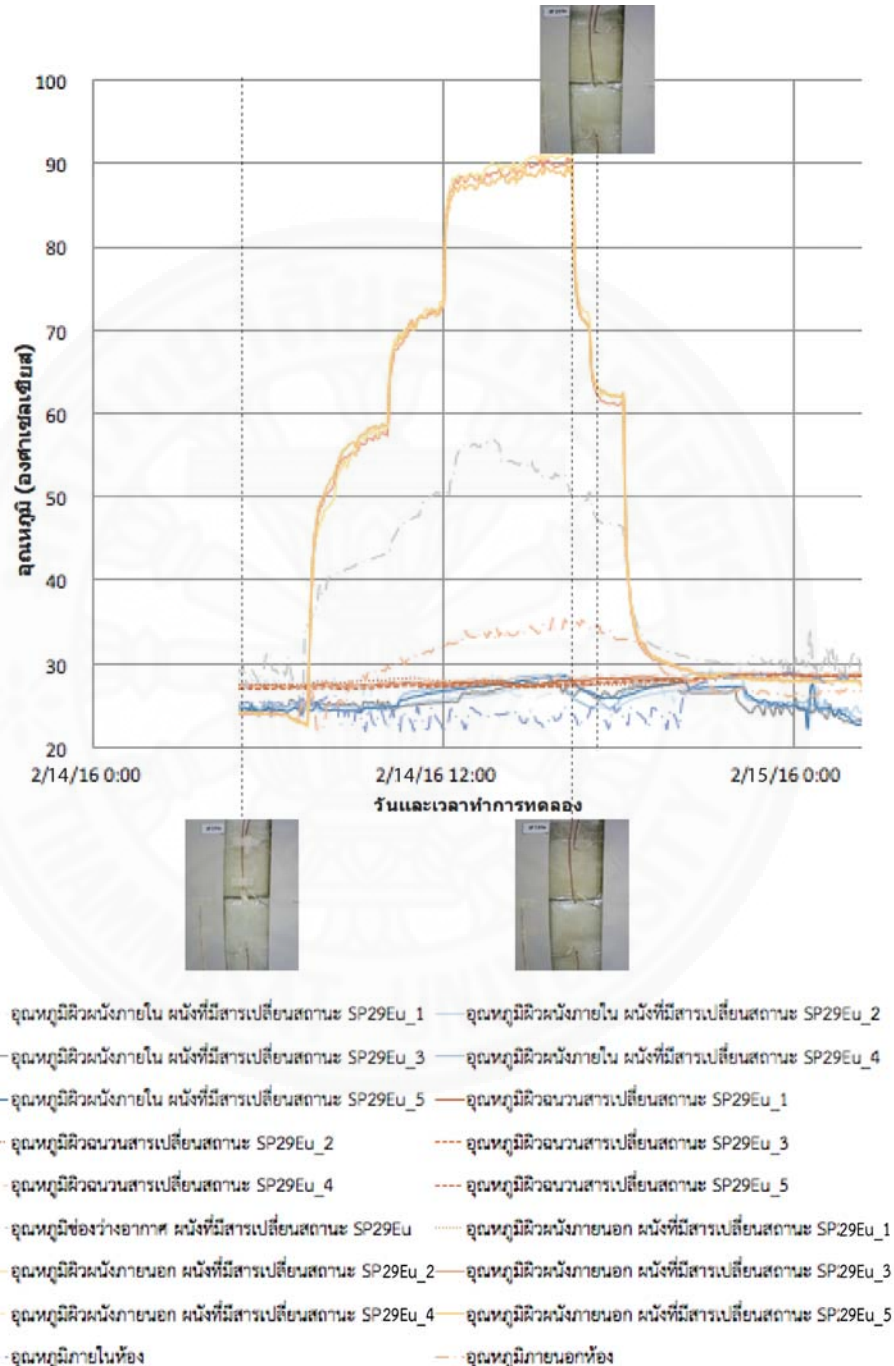 100
90
80
70
60
50
40
30
20
อุณหภูมิ (องศาเซลเซียส)
2/14/16 0:00 2/14/16 12:00 2/15/16 0:00
วันและเวลาทำการทดลอง
อุณหภูมิผิวผนังภายใน ผนังที่มีสารเปลี่ยนสถานะ SP29Eu_1 อุณหภูมิผิวผนังภายใน ผนังที่มีสารเปลี่ยนสถานะ SP29Eu_2
อุณหภูมิผิวผนังภายใน ผนังที่มีสารเปลี่ยนสถานะ SP29Eu_3 อุณหภูมิผิวผนังภายใน ผนังที่มีสารเปลี่ยนสถานะ SP29Eu_4
อุณหภูมิผิวผนังภายใน ผนังที่มีสารเปลี่ยนสถานะ SP29Eu_5 อุณหภูมิผิวฉนวนสารเปลี่ยนสถานะ SP29Eu_1
อุณหภูมิผิวฉนวนสารเปลี่ยนสถานะ SP29Eu_2 อุณหภูมิผิวฉนวนสารเปลี่ยนสถานะ SP29Eu_3
อุณหภูมิผิวฉนวนสารเปลี่ยนสถานะ SP29Eu_4 อุณหภูมิผิวฉนวนสารเปลี่ยนสถานะ SP29Eu_5
อุณหภูมิช่องว่างอากาศ ผนังที่มีสารเปลี่ยนสถานะ SP29Eu อุณหภูมิผิวผนังภายนอก ผนังที่มีสารเปลี่ยนสถานะ SP29Eu_1
อุณหภูมิผิวผนังภายนอก ผนังที่มีสารเปลี่ยนสถานะ SP29Eu_2 อุณหภูมิผิวผนังภายนอก ผนังที่มีสารเปลี่ยนสถานะ SP29Eu_3
อุณหภูมิผิวผนังภายนอก ผนังที่มีสารเปลี่ยนสถานะ SP29Eu_4 อุณหภูมิผิวผนังภายนอก ผนังที่มีสารเปลี่ยนสถานะ SP29Eu_5
อุณหภูมิภายในห้อง อุณหภูมิภายนอกห้อง
THAMMASAT UNIVERSITY